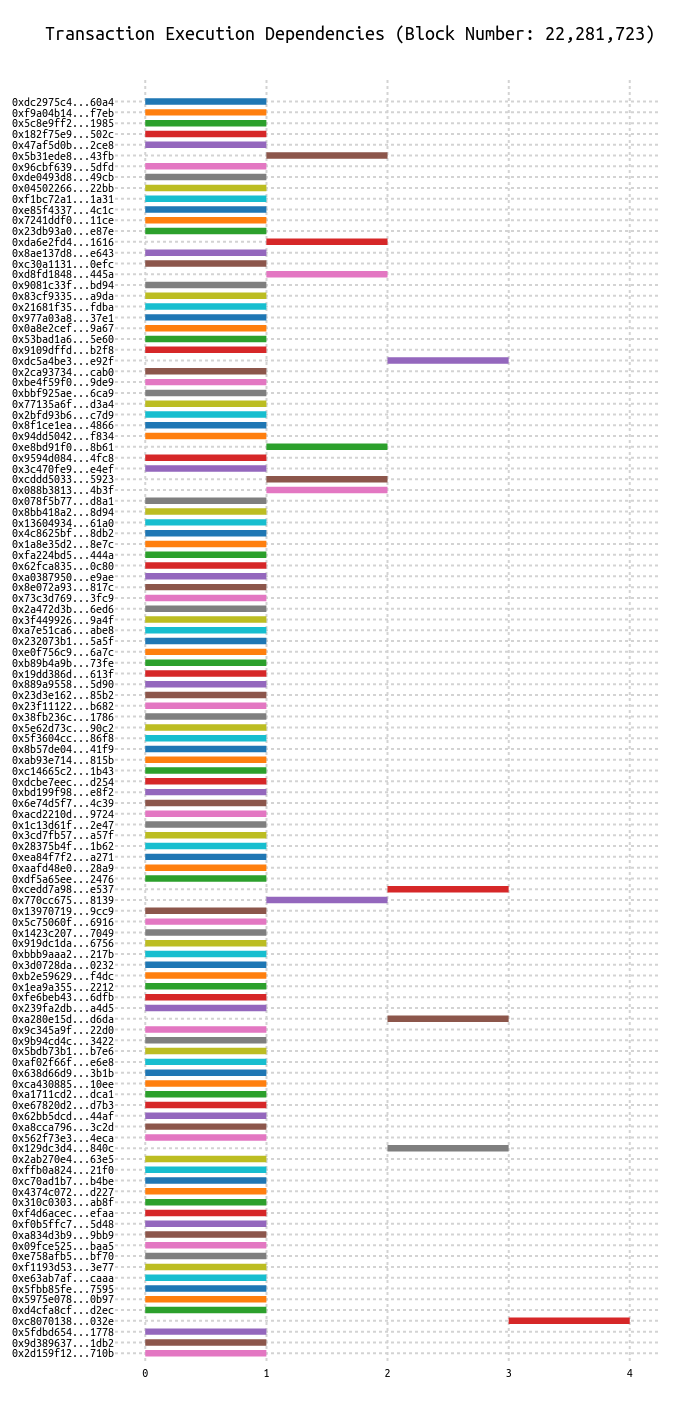 Transaction Execution Dependencies (Block Number: 22,281,723)
0xdc2975c4...60a4
0xf9a04b14...f7eb
0x5c8e9ff2...1985
0x182f75e9...502c
0x47af5d0b...2ce8
0x5b31ede8...43fb
0x96cbf639...5dfd
0xde0493d8...49cb
0x04502266...22bb
0xf1bc72a1...1a31
0xe85f4337...4c1c
0x7241ddf0...11ce
0x23db93a0...e87e
0xda6e2fd4...1616
0x8ae137d8...e643
0xc30a1131...0efc
0xd8fd1848...445a
0x9081c33f...bd94
0x83cf9335...a9da
0x21681f35...fdba
0x977a03a8...37e1
0x0a8e2cef...9a67
0x53bad1a6...5e60
0x9109dffd...b2f8
0xdc5a4be3...e92f
0x2ca93734...cab0
0xbe4f59f0...9de9
0xbbf925ae...6ca9
0x77135a6f...d3a4
0x2bfd93b6...c7d9
0x8f1ce1ea...4866
0x94dd5042...f834
0xe8bd91f0...8b61
0x9594d084...4fc8
0x3c470fe9...e4ef
0xcddd5033...5923
0x088b3813...4b3f
0x078f5b77...d8a1
0x8bb418a2...8d94
0x13604934...61a0
0x4c8625bf...8db2
0x1a8e35d2...8e7c
0xfa224bd5...444a
0x62fca835...0c80
0xa0387950...e9ae
0x8e072a93...817c
0x73c3d769...3fc9
0x2a472d3b...6ed6
0x3f449926...9a4f
0xa7e51ca6...abe8
0x232073b1...5a5f
0xe0f756c9...6a7c
0xb89b4a9b...73fe
0x19dd386d...613f
0x889a9558...5d90
0x23d3e162...85b2
0x23f11122...b682
0x38fb236c...1786
0x5e62d73c...90c2
0x5f3604cc...86f8
0x8b57de04...41f9
0xab93e714...815b
0xc14665c2...1b43
0xdcbe7eec...d254
0xbd199f98...e8f2
0x6e74d5f7...4c39
0xacd2210d...9724
0x1c13d61f...2e47
0x3cd7fb57...a57f
0x28375b4f...1b62
0xea84f7f2...a271
0xaafd48e0...28a9
0xdf5a65ee...2476
0xcedd7a98...e537
0x770cc675...8139
0x13970719...9cc9
0x5c75060f...6916
0x1423c207...7049
0x919dc1da...6756
0xbbb9aaa2...217b
0x3d0728da...0232
0xb2e59629...f4dc
0x1ea9a355...2212
0xfe6beb43...6dfb
0x239fa2db...a4d5
0xa280e15d...d6da
0x9c345a9f...22d0
0x9b94cd4c...3422
0x5bdb73b1...b7e6
0xaf02f66f...e6e8
0x638d66d9...3b1b
0xca430885...10ee
0xa1711cd2...dca1
0xe67820d2...d7b3
0x62bb5dcd...44af
0xa8cca796...3c2d
0x562f73e3...4eca
0x129dc3d4...840c
0x2ab270e4...63e5
0xffb0a824...21f0
0xc70ad1b7...b4be
0x4374c072...d227
0x310c0303...ab8f
0xf4d6acec...efaa
0xf0b5ffc7...5d48
0xa834d3b9...9bb9
0x09fce525...baa5
0xe758afb5...bf70
0xf1193d53...3e77
0xe63ab7af...caaa
0x5fbb85fe...7595
0x5975e078...0b97
0xd4cfa8cf...d2ec
0xc8070138...032e
0x5fdbd654...1778
0x9d389637...1db2
0x2d159f12...710b
0 1 2 3 4